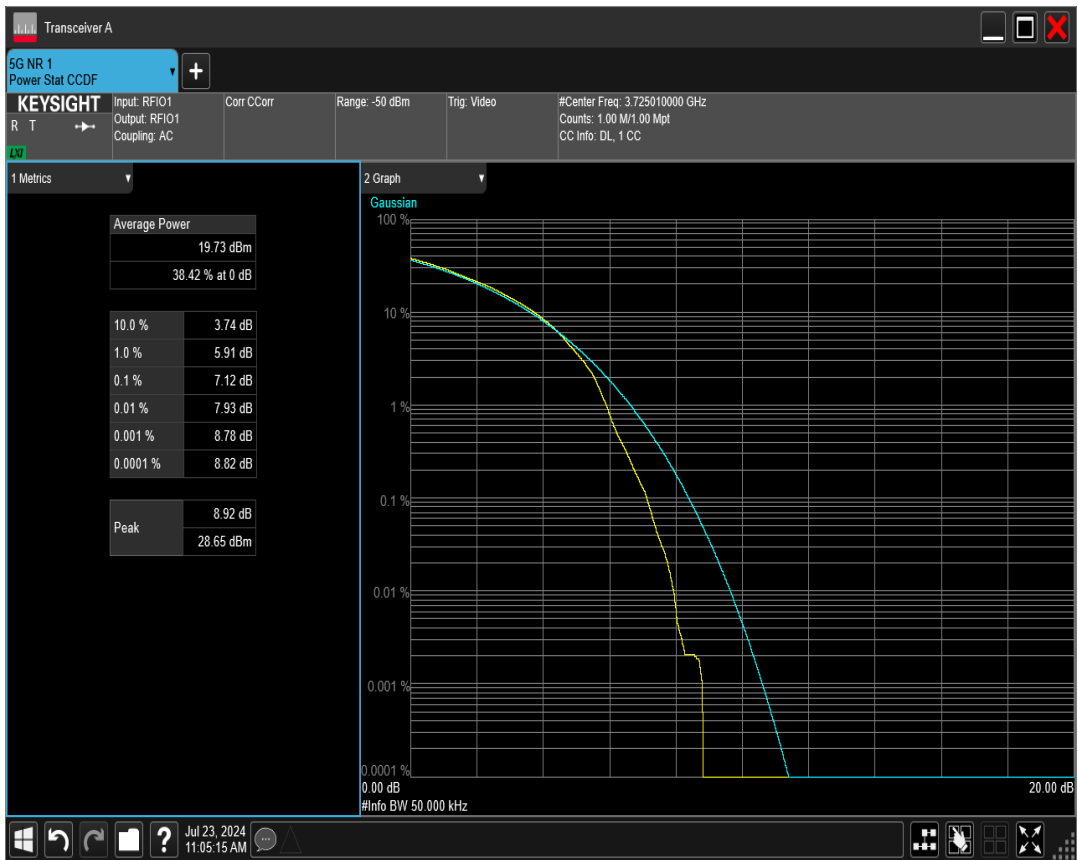 Transceiver A
5G NR 1
Power Stat CCDF
+
KEYSIGHT
R T
LXI
Input: RFIO1
Output: RFIO1
Coupling: AC
Corr CCorr
Range: -50 dBm
Trig: Video
#Center Freq: 3.725010000 GHz
Counts: 1.00 M/1.00 Mpt
CC Info: DL, 1 CC
1 Metrics
Average Power
19.73 dBm
38.42 % at 0 dB
10.0 % 3.74 dB
1.0 % 5.91 dB
0.1 % 7.12 dB
0.01 % 7.93 dB
0.001 % 8.78 dB
0.0001 % 8.82 dB
Peak 8.92 dB
28.65 dBm
2 Graph
Gaussian
100 %
10 %
1 %
0.1 %
0.01 %
0.001 %
0.0001 %
0.00 dB 20.00 dB
#Info BW 50.000 kHz
?
Jul 23, 2024
11:05:15 AM